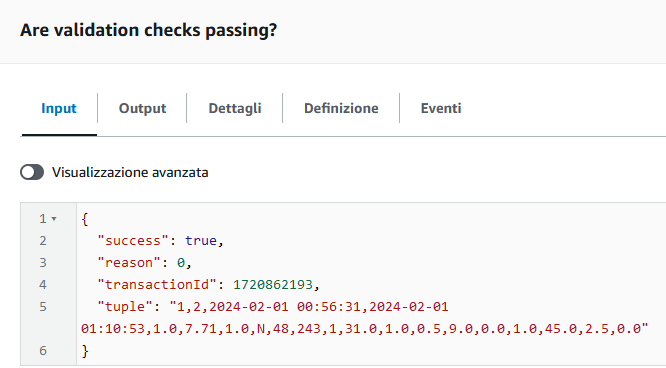 Are validation checks passing?
Input Output Dettagli Definizione Eventi
Visualizzazione avanzata
1 {
2 "success": true,
3 "reason": 0,
4 "transactionId": 1720862193,
5 "tuple": "1,2,2024-02-01 00:56:31,2024-02-01
01:10:53,1.0,7.71,1.0,N,48,243,1,31.0,1.0,0.5,9.0,0.0,1.0,45.0,2.5,0.0"
6 }